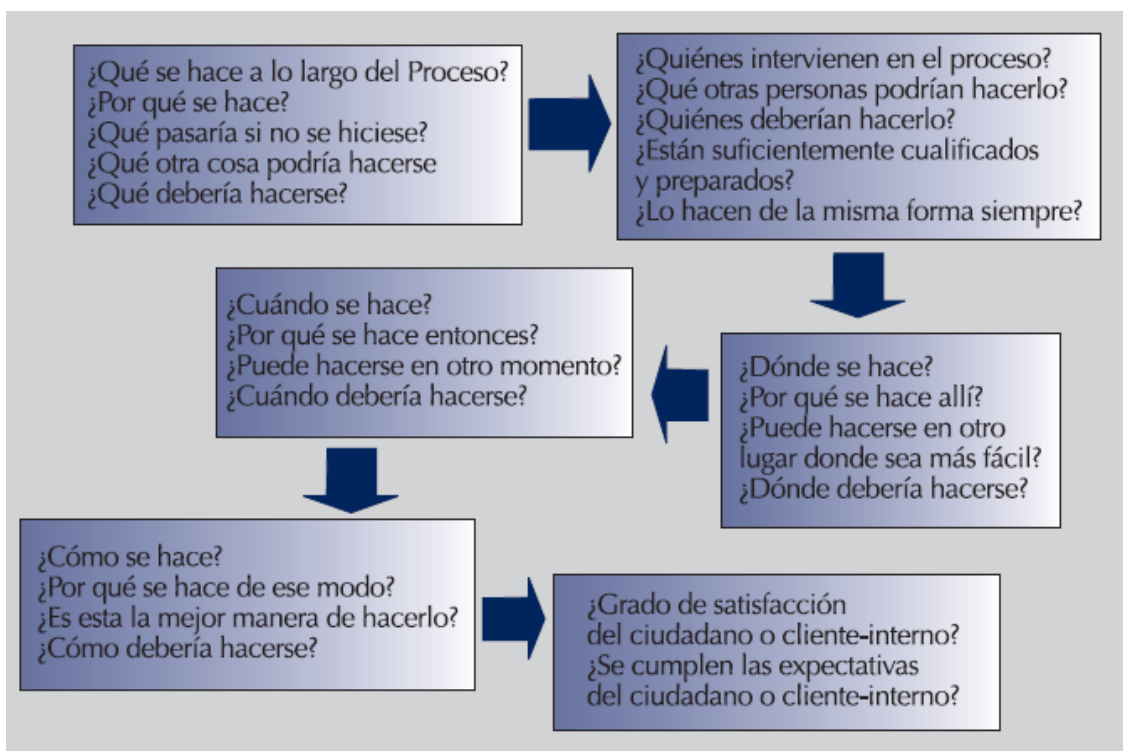 ¿Qué se hace a lo largo del Proceso?
¿Por qué se hace?
¿Qué pasaría si no se hiciese?
¿Qué otra cosa podría hacerse
¿Qué debería hacerse?
¿Quiénes intervienen en el proceso?
¿Qué otras personas podrían hacerlo?
¿Quiénes deberían hacerlo?
¿Están suficientemente cualificados
y preparados?
¿Lo hacen de la misma forma siempre?
¿Dónde se hace?
¿Por qué se hace allí?
¿Puede hacerse en otro
lugar donde sea más fácil?
¿Dónde debería hacerse?
¿Cuándo se hace?
¿Por qué se hace entonces?
¿Puede hacerse en otro momento?
¿Cuándo debería hacerse?
¿Cómo se hace?
¿Por qué se hace de ese modo?
¿Es esta la mejor manera de hacerlo?
¿Cómo debería hacerse?
¿Grado de satisfacción
del ciudadano o cliente-interno?
¿Se cumplen las expectativas
del ciudadano o cliente-interno?